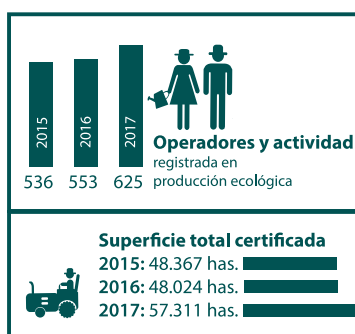 2015 2016 2017
536 553 625
Operadores y actividad
registrada en
producción ecológica
Superficie total certificada
2015: 48.367 has.
2016: 48.024 has.
2017: 57.311 has.